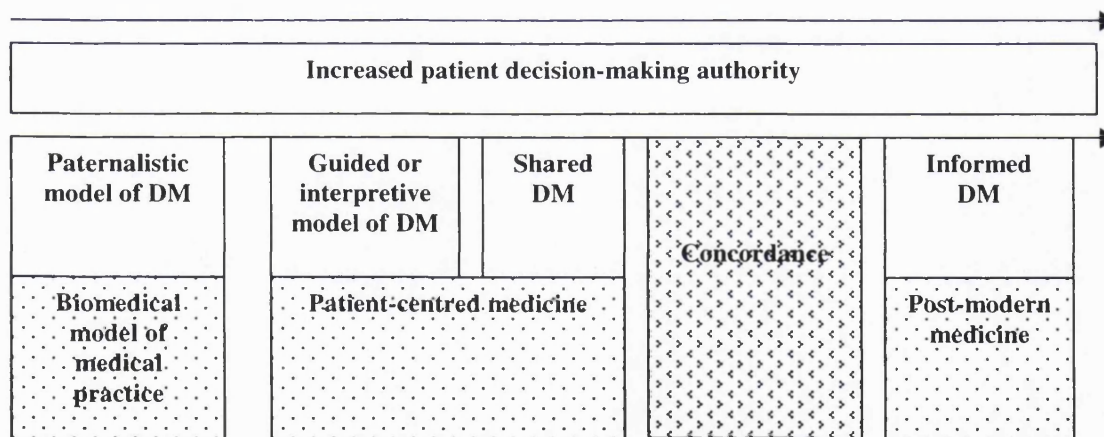 Increased patient decision-making authority
Paternalistic
model of DM
Guided or
interpretive
model of DM
Shared
DM
Concordance
Informed
DM
Biomedical
model of
medical
practice
Patient-centred medicine
Post-modern
medicine